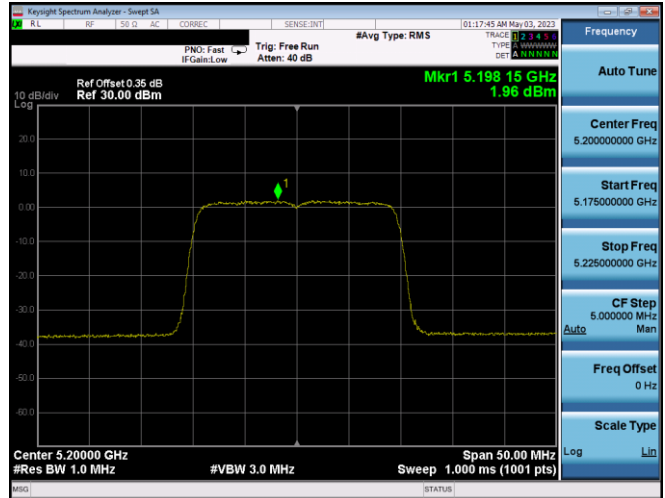 Keysight Spectrum Analyzer - Swept SA
RL RF 50 Ω AC CORREC SENSE:INT 01:17:45 AM May 03, 2023
#Avg Type: RMS
TRACE 1 2 3 4 5 6
TYPE A WWWWW
DET A N N N N N
PNO: Fast
IFGain:Low
Trig: Free Run
Atten: 40 dB
Mkr1 5.198 15 GHz
1.96 dBm
Ref Offset 0.35 dB
10 dB/div Ref 30.00 dBm
Log
20.0
10.0
0.00
-10.0
-20.0
-30.0
-40.0
-50.0
-60.0
1
Center 5.20000 GHz
Span 50.00 MHz
#Res BW 1.0 MHz
#VBW 3.0 MHz
Sweep 1.000 ms (1001 pts)
MSG
STATUS
Frequency
Auto Tune
Center Freq
5.200000000 GHz
Start Freq
5.175000000 GHz
Stop Freq
5.225000000 GHz
CF Step
5.000000 MHz
Auto Man
Freq Offset
0 Hz
Scale Type
Log Lin